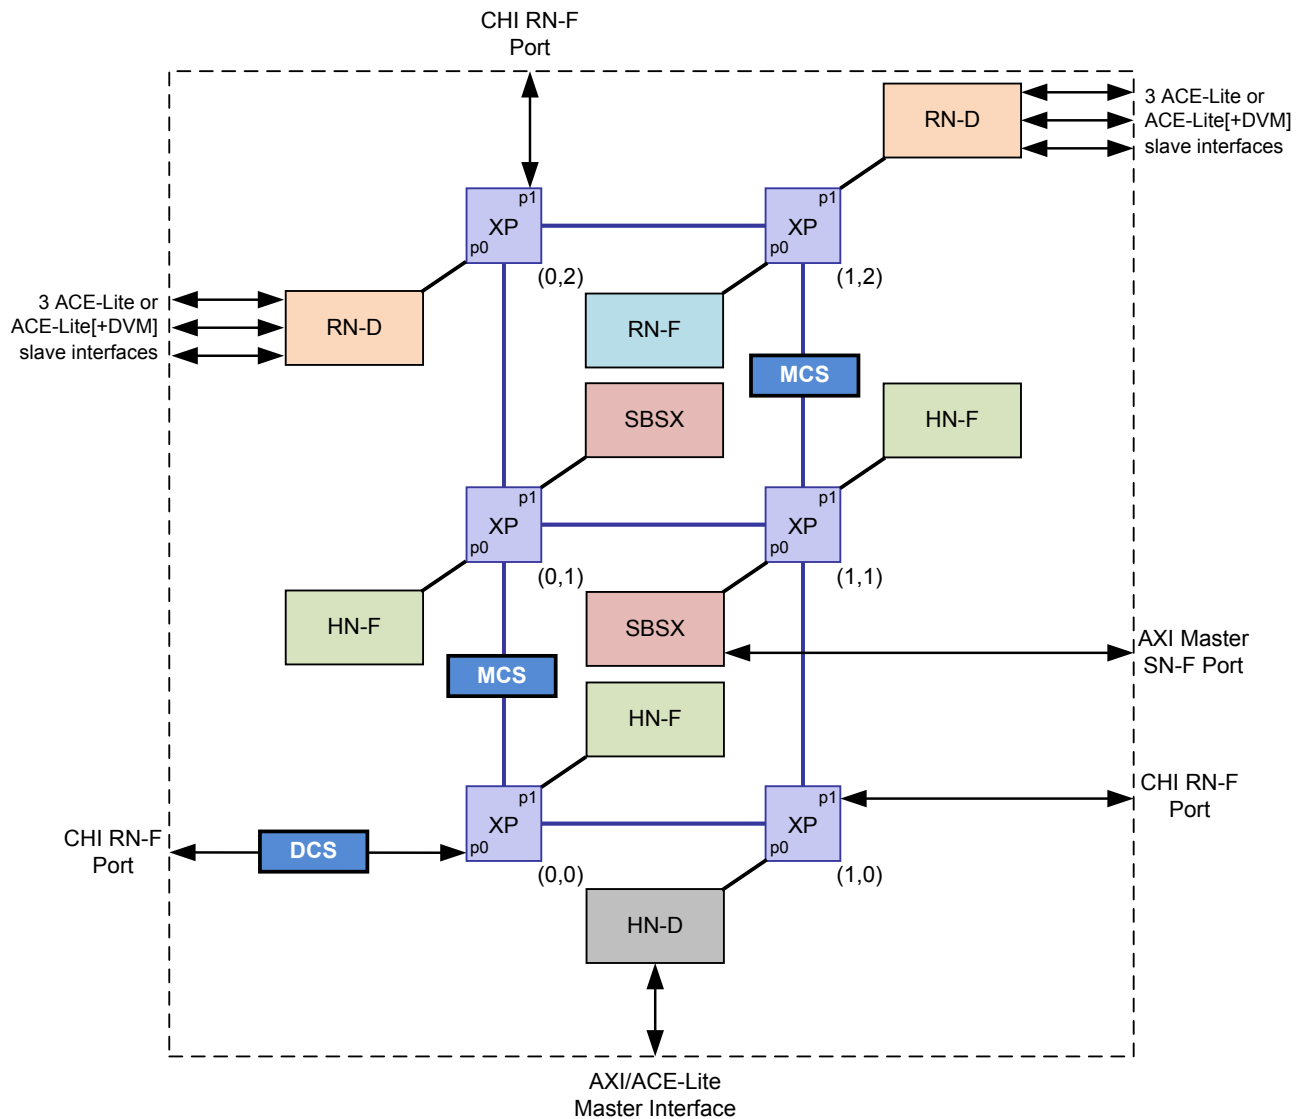 CHI RN-F
Port
3 ACE-Lite or
ACE-Lite[+DVM]
slave interfaces
RN-D
p1
XP
p0
(0,2)
p1
XP
p0
(1,2)
3 ACE-Lite or
ACE-Lite[+DVM]
slave interfaces
RN-D
RN-F
MCS
SBSX
HN-F
p1
XP
p0
(0,1)
p1
XP
p0
(1,1)
HN-F
SBSX
AXI Master
SN-F Port
MCS
HN-F
CHI RN-F
Port
p1
XP
p0
(0,0)
p1
XP
p0
(1,0)
CHI RN-F
Port
DCS
HN-D
AXI/ACE-Lite
Master Interface